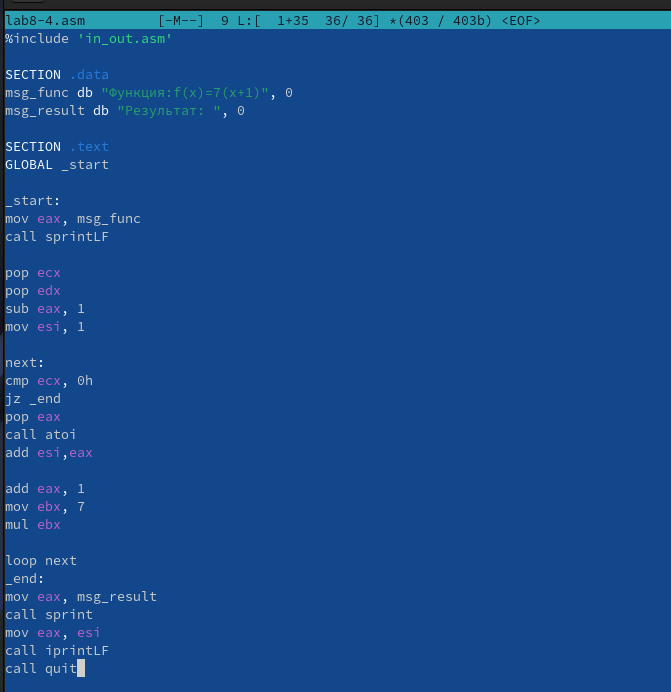 lab8-4.asm [-M--] 9 L:[ 1+35 36/ 36] *(403 / 403b) <EOF>
%include 'in_out.asm'
SECTION .data
msg_func db "Функция:f(x)=7(x+1)", 0
msg_result db "Результат: ", 0
SECTION .text
GLOBAL _start
_start:
mov eax, msg_func
call sprintLF
pop ecx
pop edx
sub eax, 1
mov esi, 1
next:
cmp ecx, 0h
jz _end
pop eax
call atoi
add esi,eax
add eax, 1
mov ebx, 7
mul ebx
loop next
_end:
mov eax, msg_result
call sprint
mov eax, esi
call iprintLF
call quit